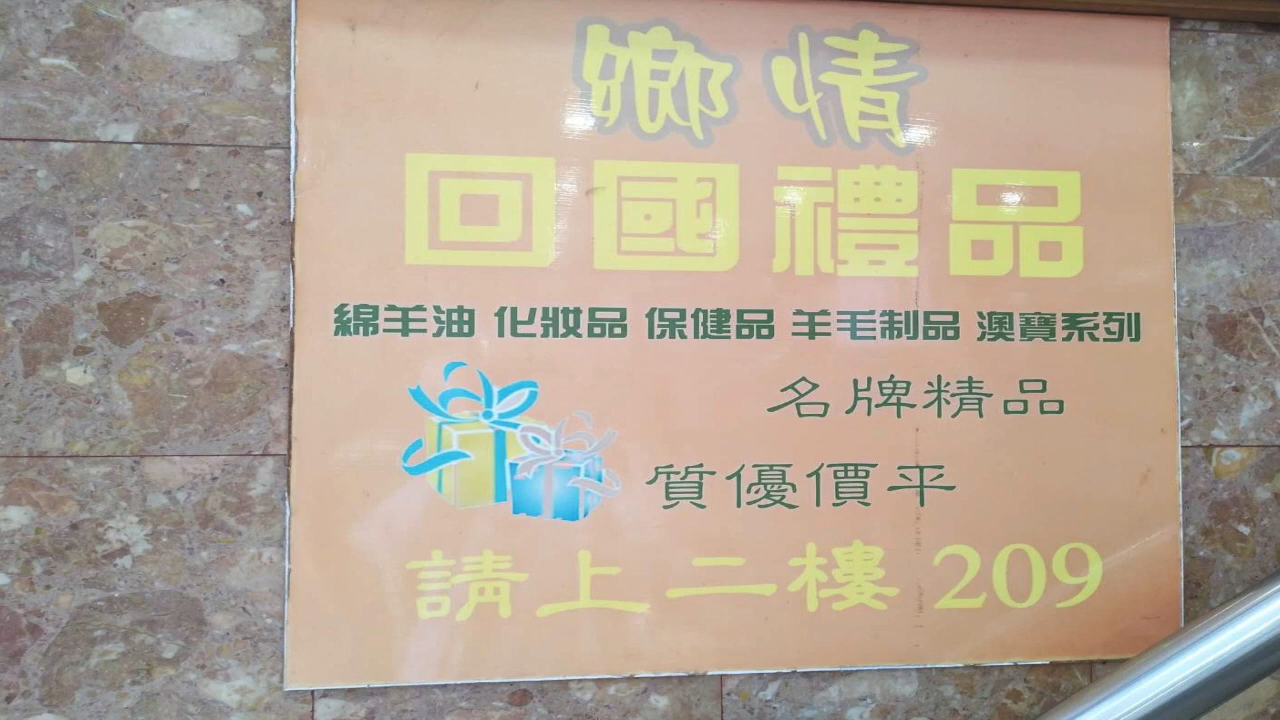 鄉情
回國禮品
綿羊油 化妝品 保健品 羊毛制品 澳寶系列
名牌精品
質優價平
請上二樓 209